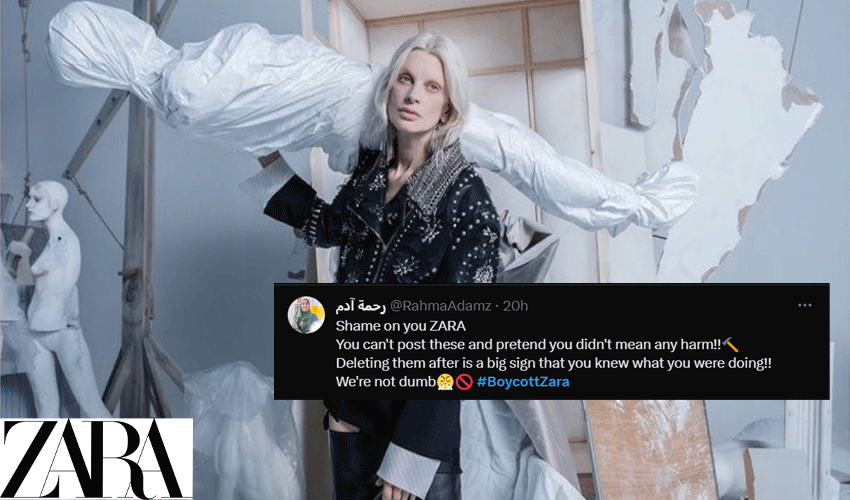 رحمة آدم @RahmaAdamz · 20h
Shame on you ZARA
You can't post these and pretend you didn't mean any harm!!🔨
Deleting them after is a big sign that you knew what you were doing!!
We're not dumb😤🚫 #BoycottZara
ZARA